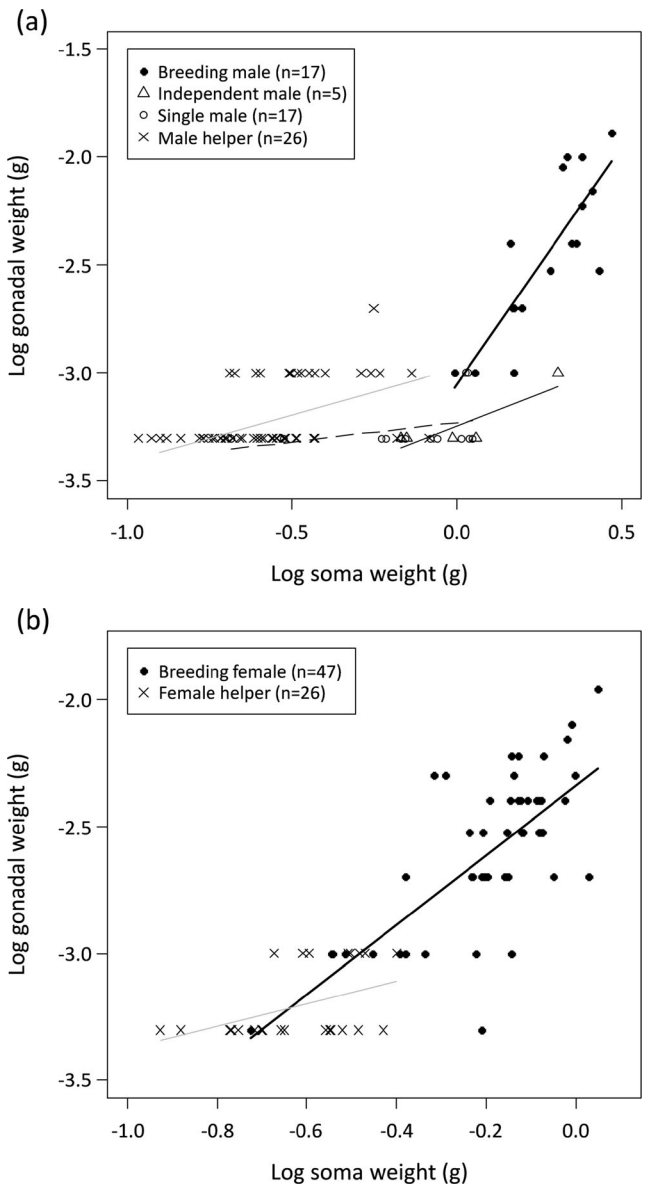 (a)
-1.5
Breeding male (n=17)
Independent male (n=5)
Single male (n=17)
Male helper (n=26)
-2.0
-2.5
-3.0
-3.5
Log gonadal weight (g)
-1.0 -0.5 0.0 0.5
Log soma weight (g)
(b)
Breeding female (n=47)
Female helper (n=26)
-2.0
-2.5
-3.0
-3.5
Log gonadal weight (g)
-1.0 -0.8 -0.6 -0.4 -0.2 0.0
Log soma weight (g)